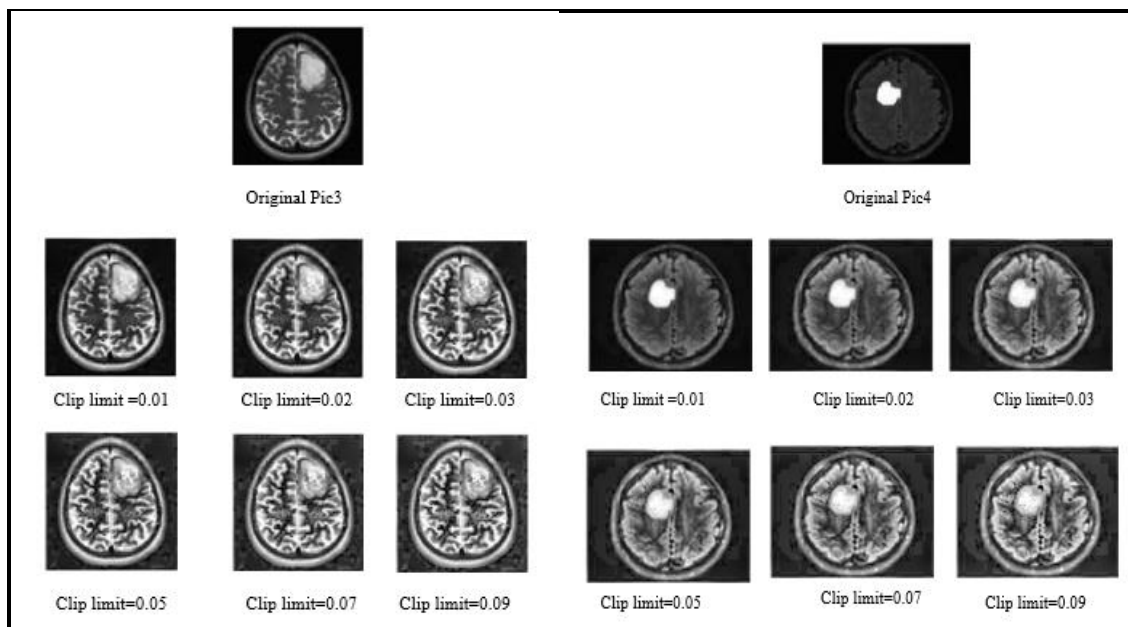 Original Pic3
Original Pic4
Clip limit =0.01
Clip limit=0.02
Clip limit=0.03
Clip limit =0.01
Clip limit=0.02
Clip limit=0.03
Clip limit=0.05
Clip limit=0.07
Clip limit=0.09
Clip limit=0.05
Clip limit=0.07
Clip limit=0.09